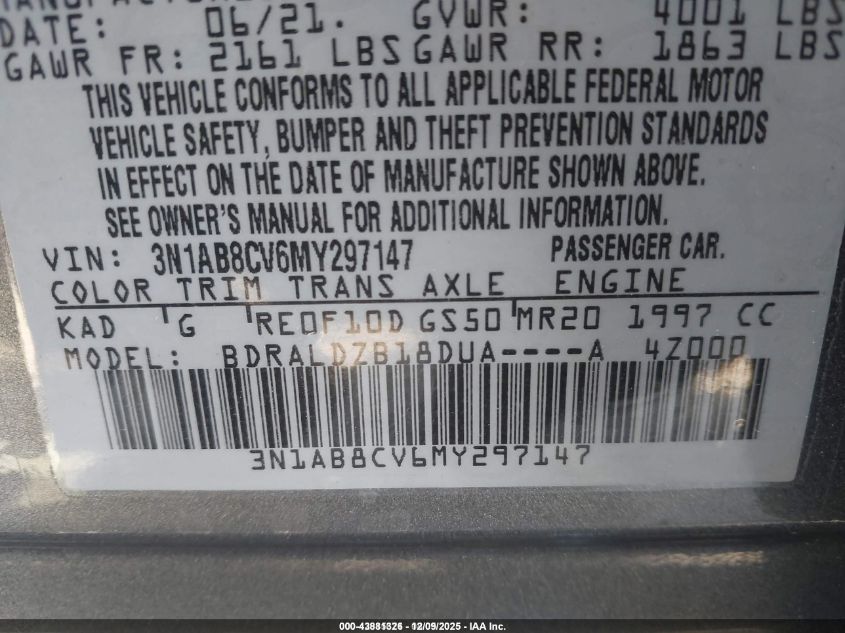 DATE: 06/21. GVWR: 4001 LBS
GAWR FR: 2161 LBS GAWR RR: 1863 LBS
THIS VEHICLE CONFORMS TO ALL APPLICABLE FEDERAL MOTOR
VEHICLE SAFETY, BUMPER AND THEFT PREVENTION STANDARDS
IN EFFECT ON THE DATE OF MANUFACTURE SHOWN ABOVE.
SEE OWNER'S MANUAL FOR ADDITIONAL INFORMATION.
VIN: 3N1AB8CV6MY297147 PASSENGER CAR.
COLOR TRIM TRANS AXLE ENGINE
KAD G RE0F10D GS50 MR20 1997 CC
MODEL: BDRALDZB18DUA----A 4Z000
3N1AB8CV6MY297147
12/09/2025 - IAA Inc.